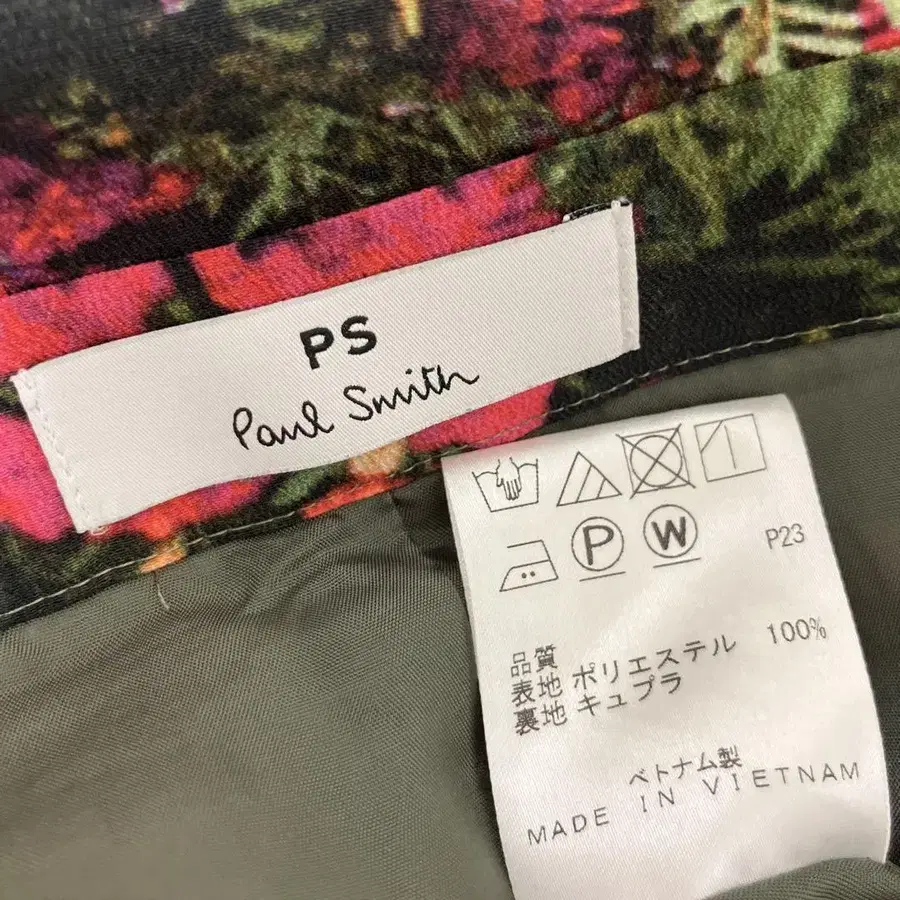 PS
Paul Smith
P W
P23
品質
表地 ポリエステル 100%
裏地 キュプラ
ベトナム製
MADE IN VIETNAM